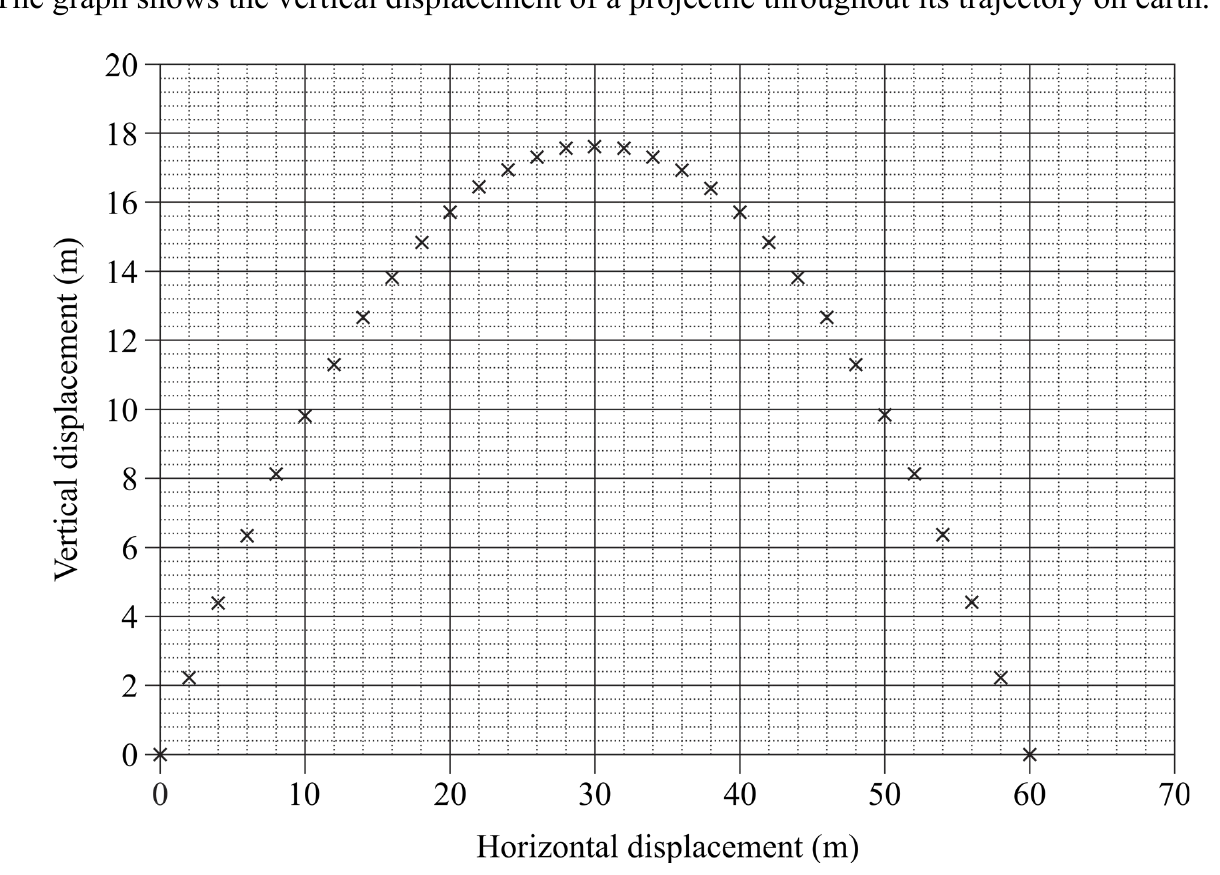 The graph shows the vertical displacement of a projectile throughout its trajectory on earth.
20
18
16
14
12
10
8
6
4
2
0
Vertical displacement (m)
0 10 20 30 40 50 60 70
Horizontal displacement (m)